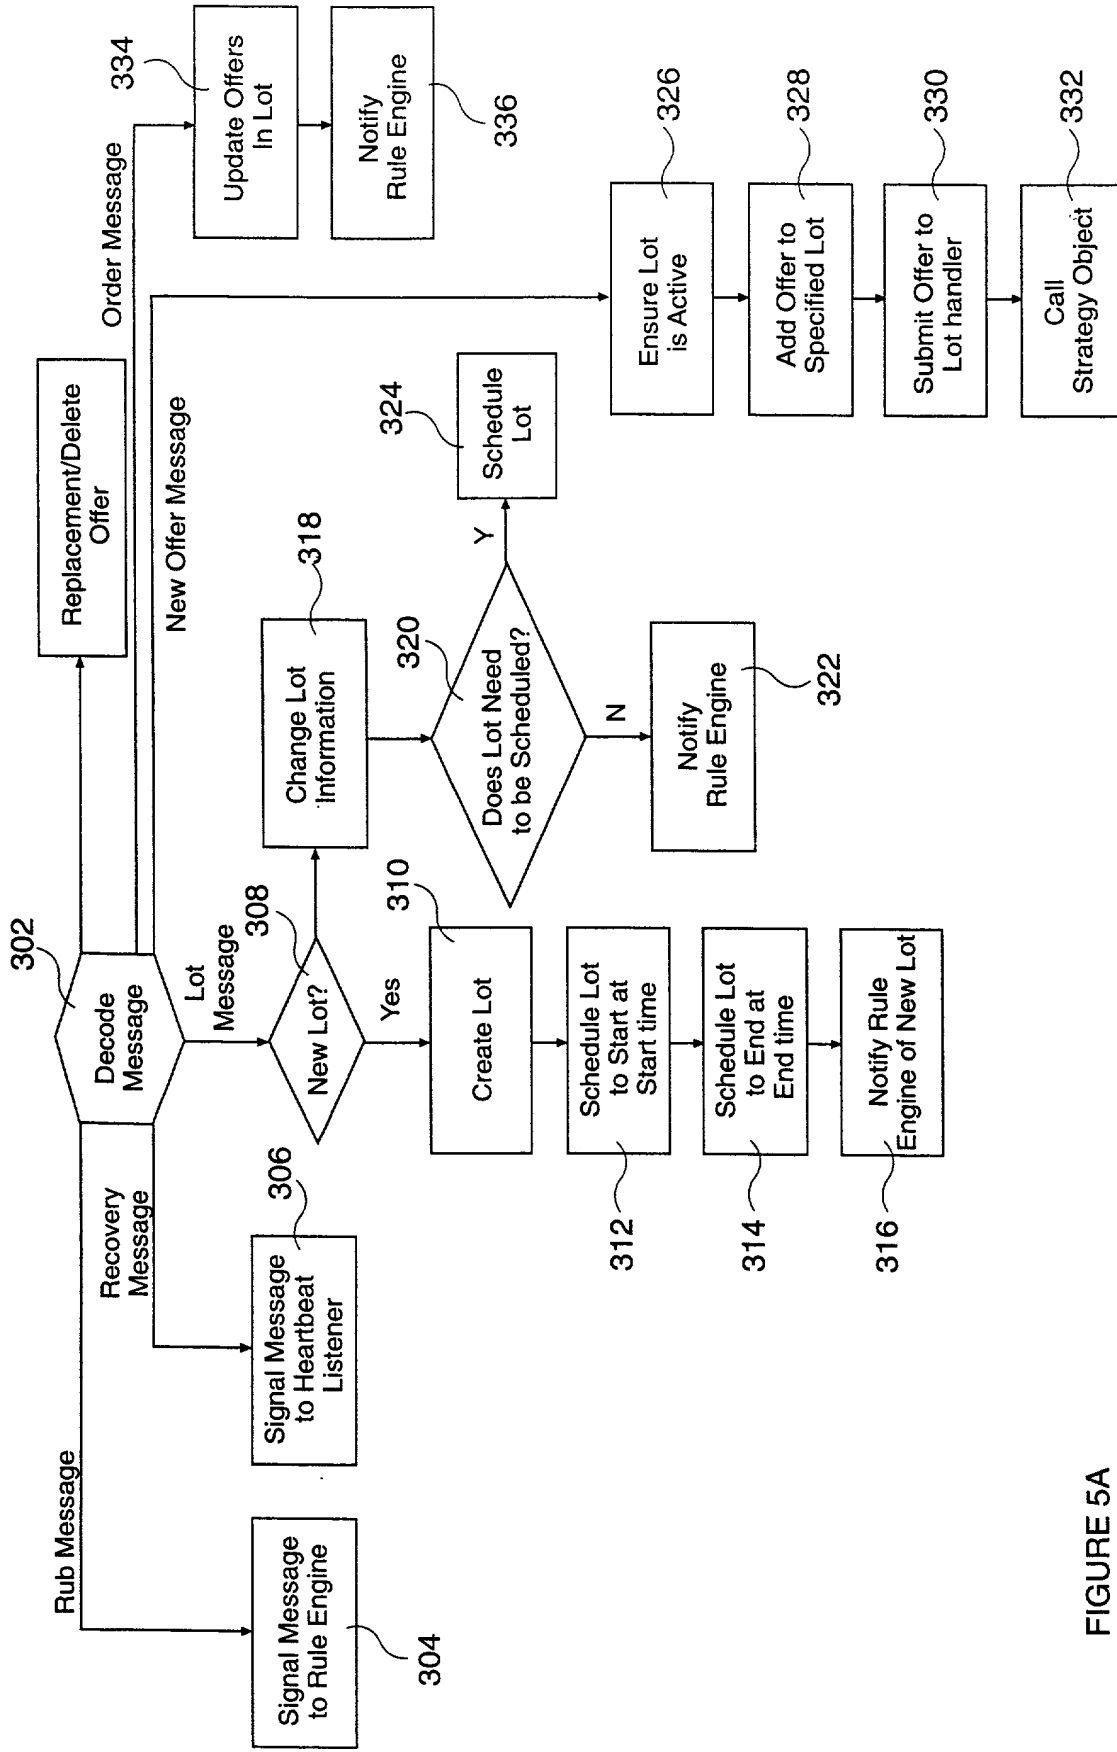 302
Decode
Message
Rub Message
Signal Message
to Rule Engine
304
Recovery
Message
Signal Message
to Heartbeat
Listener
306
Lot
Message
308
New Lot?
Yes
310
Create Lot
Schedule Lot
to Start at
Start time
312
Schedule Lot
to End at
End time
314
Notify Rule
Engine of New Lot
316
Change Lot
Information
318
320
Does Lot Need
to be Scheduled?
Y
Schedule
Lot
324
N
Notify
Rule Engine
322
Replacement/Delete
Offer
New Offer Message
Ensure Lot
is Active
326
Add Offer to
Specified Lot
328
Submit Offer to
Lot handler
330
Call
Strategy Object
332
Order Message
334
Update Offers
In Lot
Notify
Rule Engine
336
FIGURE 5A